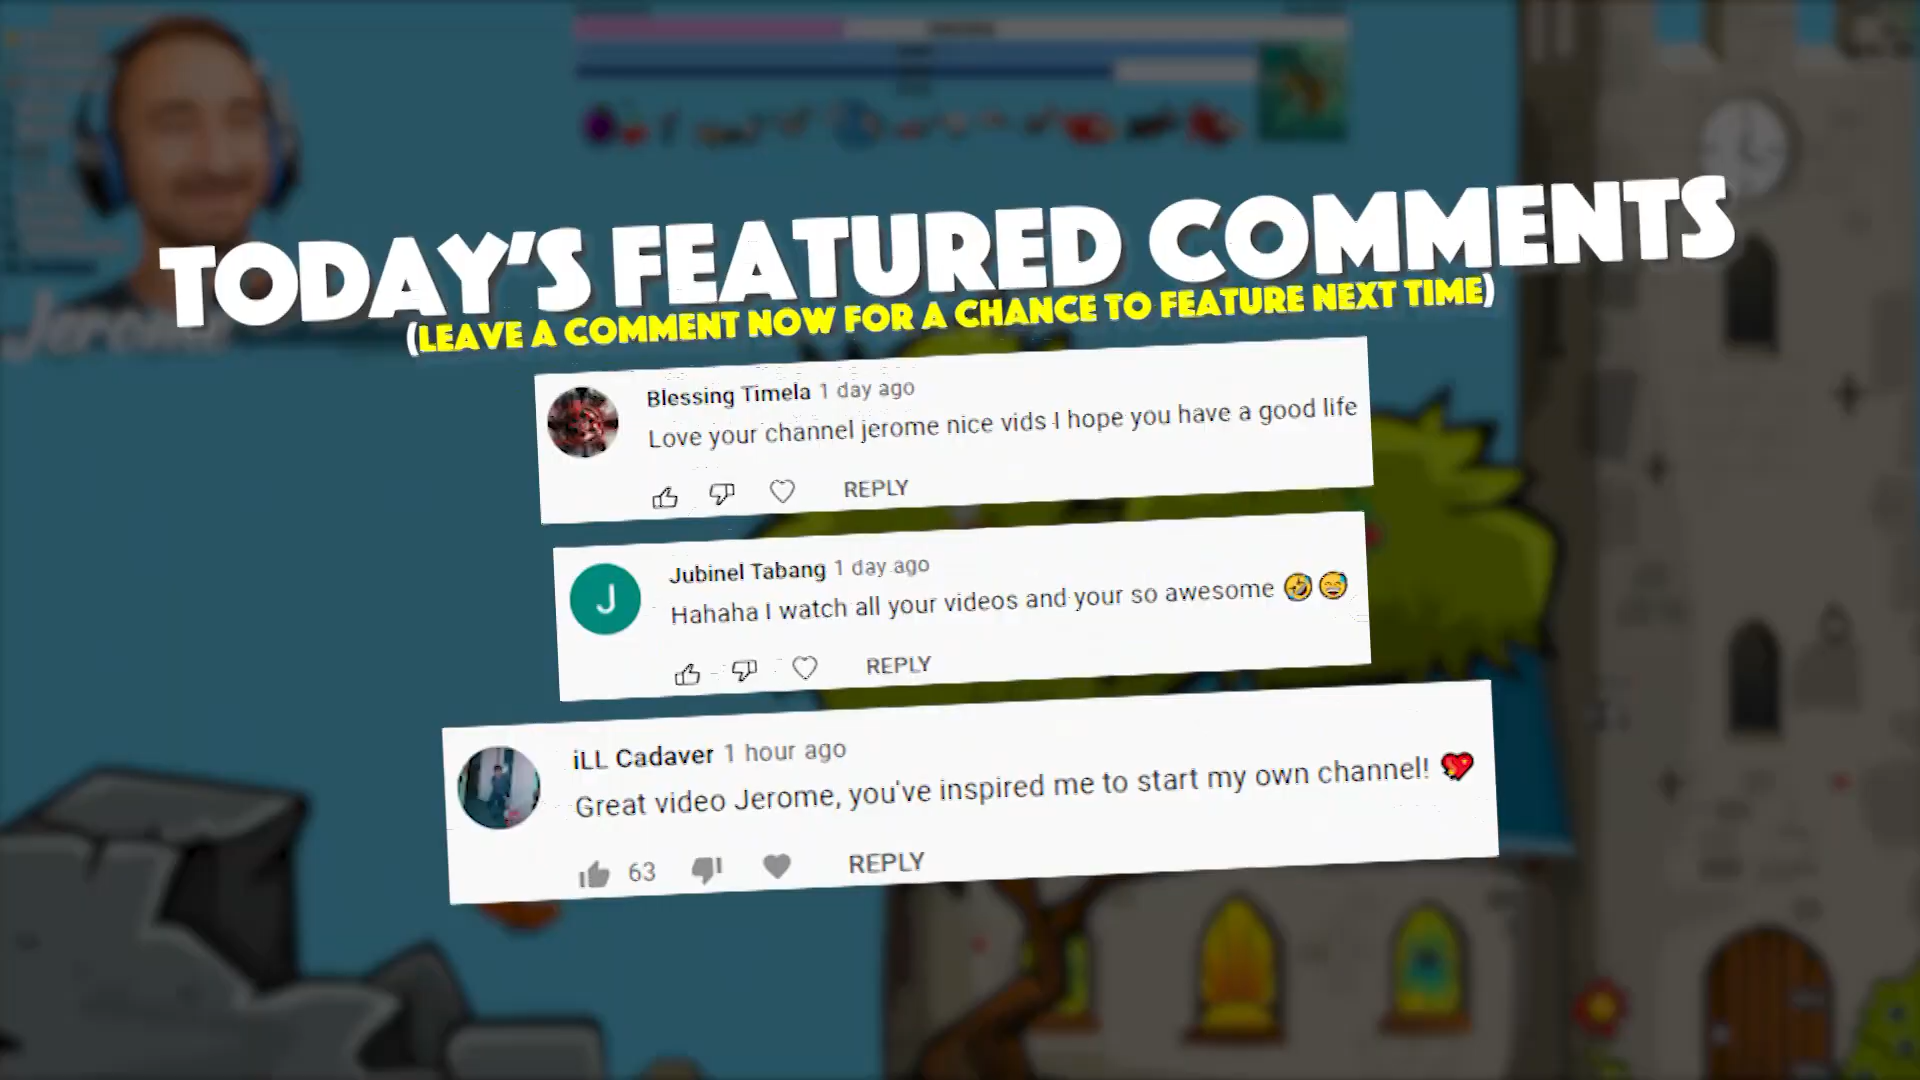 Jerome
TODAY'S FEATURED COMMENTS
(LEAVE A COMMENT NOW FOR A CHANCE TO FEATURE NEXT TIME)
Blessing Timela 1 day ago
Love your channel jerome nice vids I hope you have a good life
REPLY
J
Jubinel Tabang 1 day ago
Hahaha I watch all your videos and your so awesome 🤣😅
REPLY
iLL Cadaver 1 hour ago
Great video Jerome, you've inspired me to start my own channel! 💖
63 REPLY